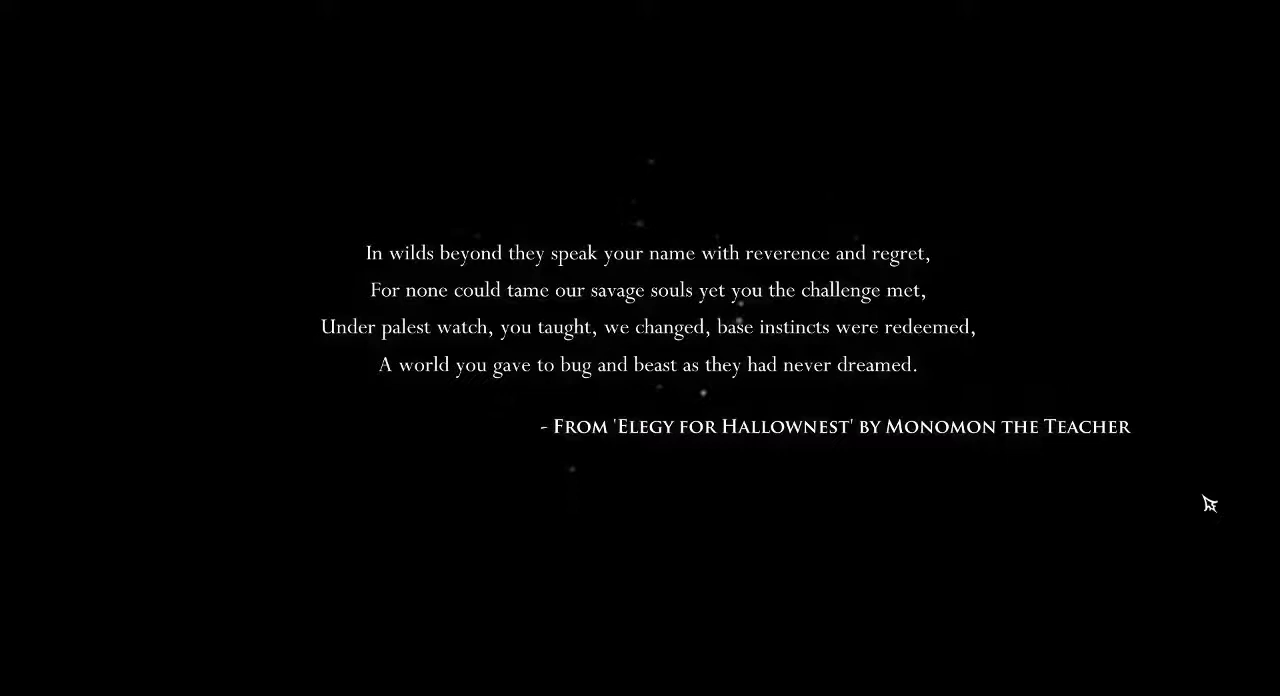 In wilds beyond they speak your name with reverence and regret,
For none could tame our savage souls yet you the challenge met,
Under palest watch, you taught, we changed, base instincts were redeemed,
A world you gave to bug and beast as they had never dreamed.
- From 'Elegy for Hallownest' by Monomon the Teacher